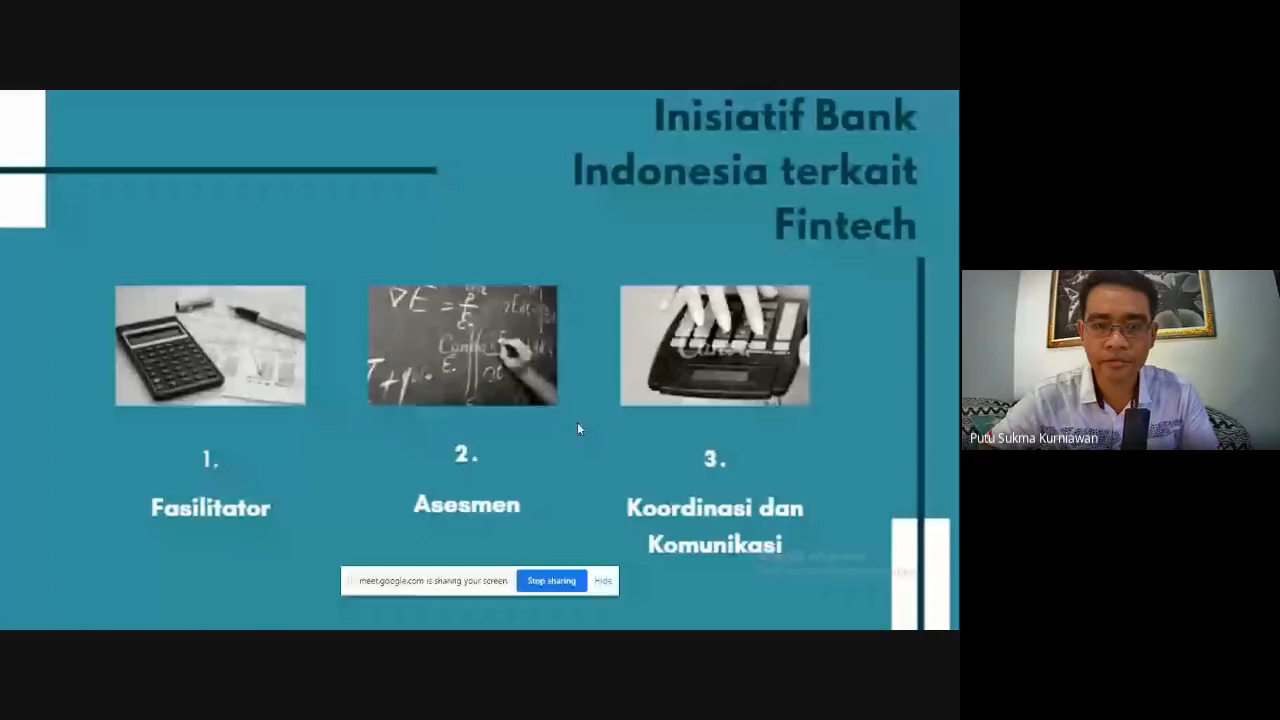 Inisiatif Bank
Indonesia terkait
Fintech
1.
Fasilitator
2.
Asesmen
3.
Koordinasi dan
Komunikasi
meet.google.com is sharing your screen
Stop sharing
Hide
Putu Sukma Kurniawan